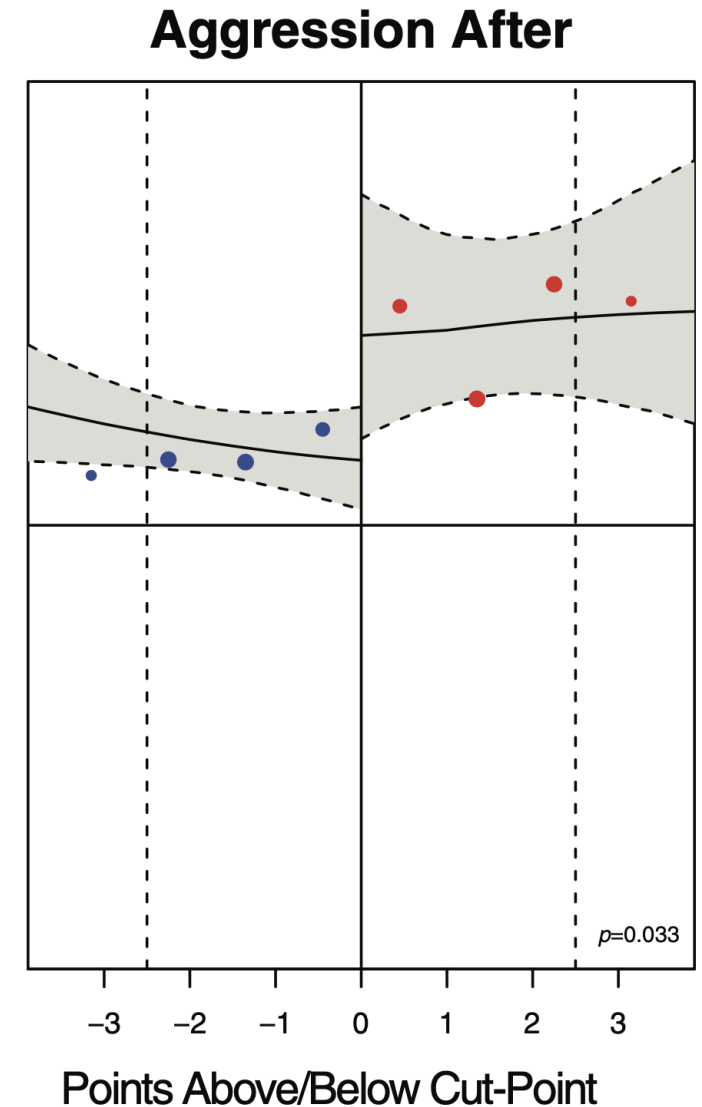 Aggression After
p=0.033
−3 −2 −1 0 1 2 3
Points Above/Below Cut-Point